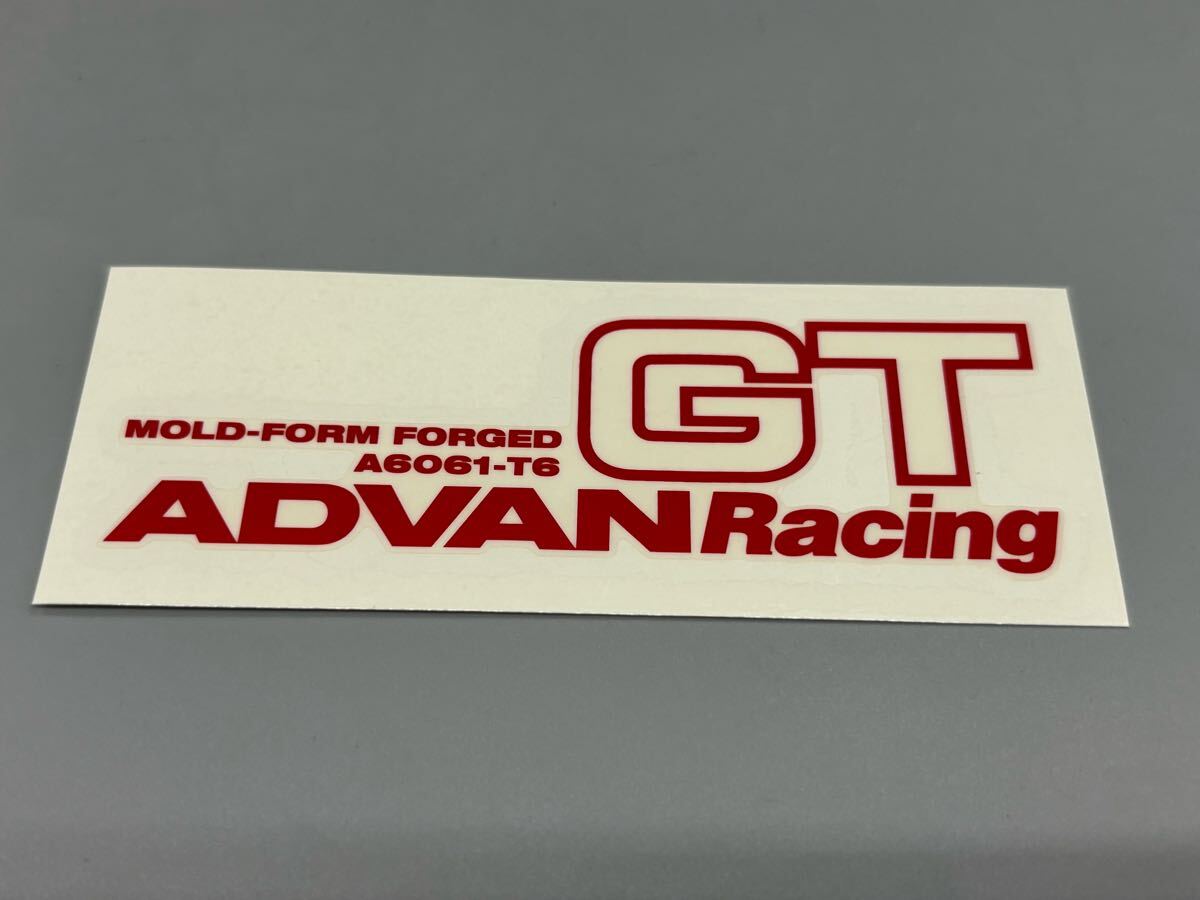 GT
MOLD-FORM FORGED
A6061-T6
ADVAN Racing